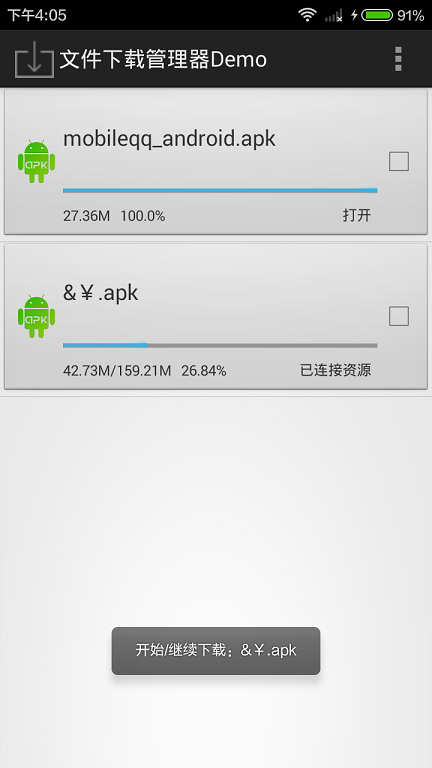 下午4:05
91%
文件下载管理器Demo
mobileqq_android.apk
APK
27.36M 100.0% 打开
&￥.apk
APK
42.73M/159.21M 26.84% 已连接资源
开始/继续下载：&￥.apk